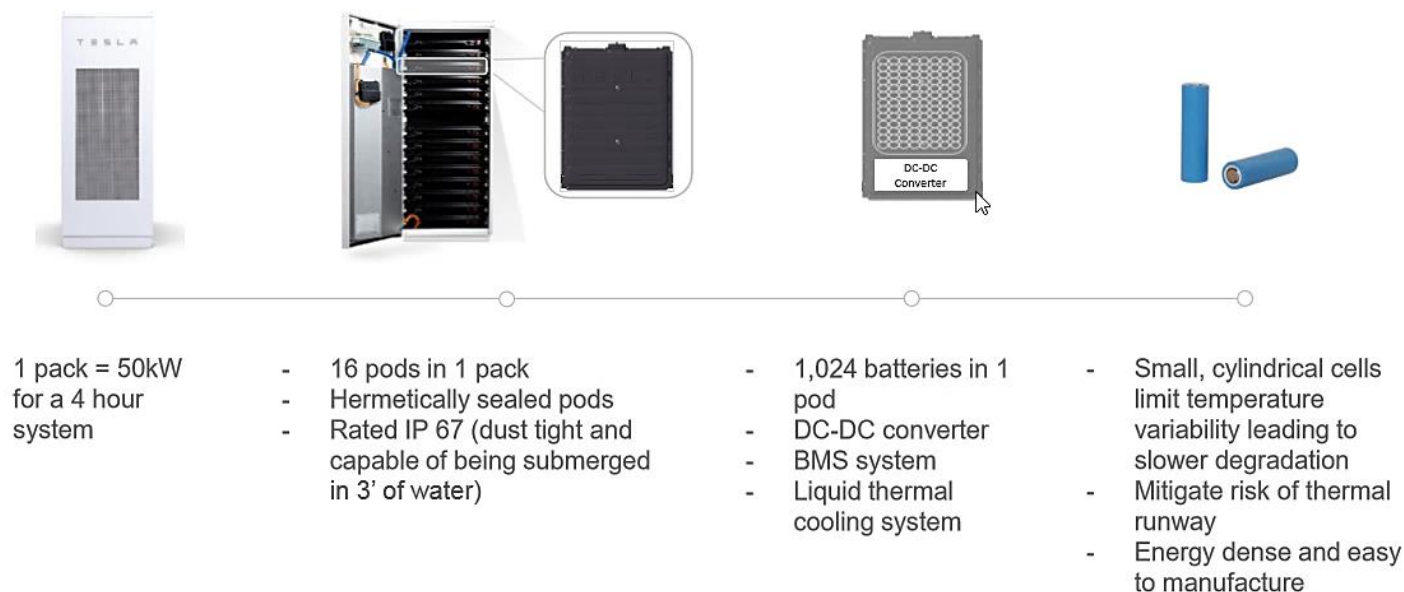 TESLA
DC-DC
Converter
1 pack = 50kW
for a 4 hour
system
- 16 pods in 1 pack
- Hermetically sealed pods
- Rated IP 67 (dust tight and
capable of being submerged
in 3’ of water)
- 1,024 batteries in 1
pod
- DC-DC converter
- BMS system
- Liquid thermal
cooling system
- Small, cylindrical cells
limit temperature
variability leading to
slower degradation
- Mitigate risk of thermal
runway
- Energy dense and easy
to manufacture